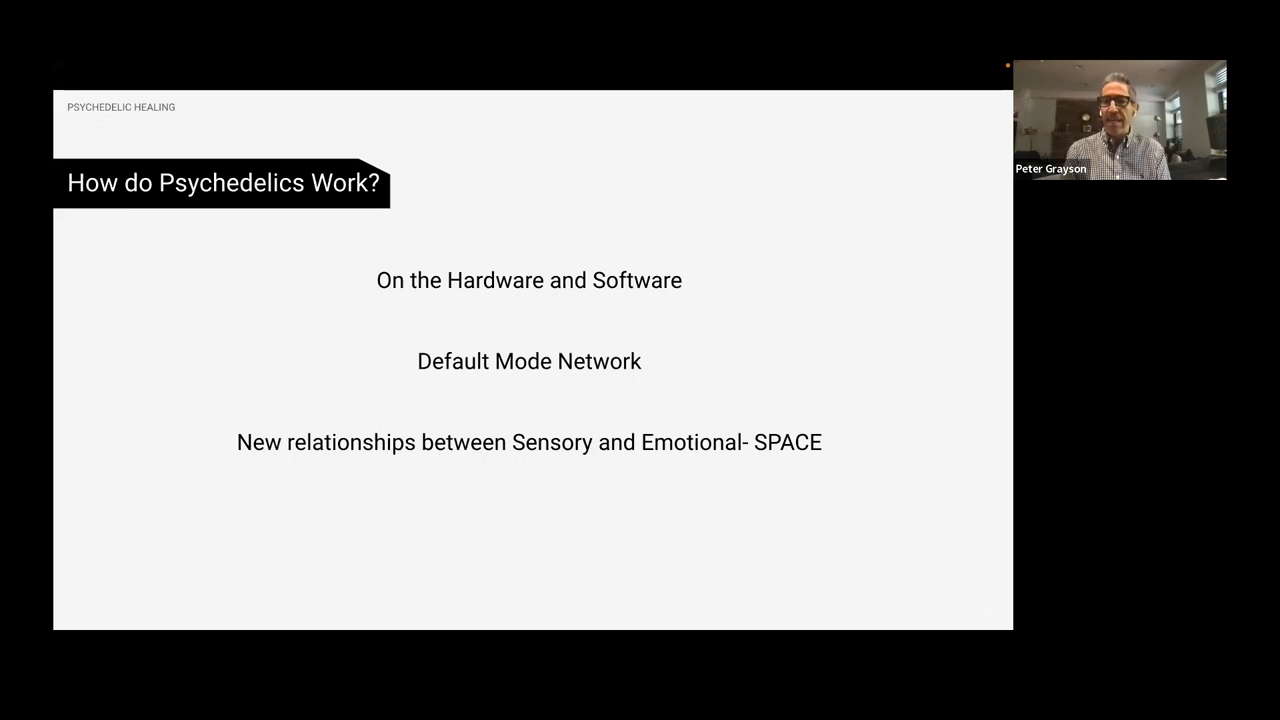 PSYCHEDELIC HEALING
How do Psychedelics Work?
On the Hardware and Software
Default Mode Network
New relationships between Sensory and Emotional- SPACE
Peter Grayson